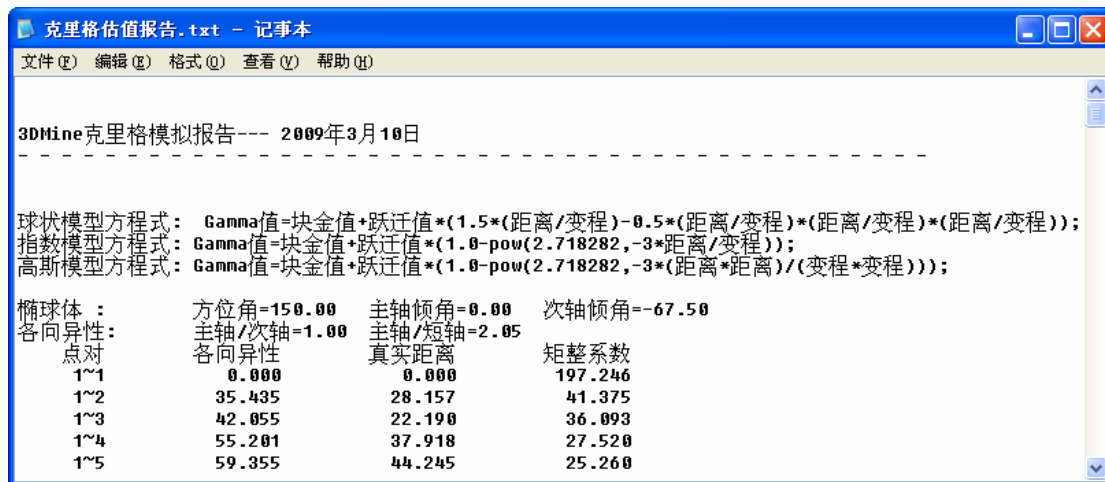 克里格估值报告.txt - 记事本
文件(F) 编辑(E) 格式(O) 查看(V) 帮助(H)
3DMine克里格模拟报告--- 2009年3月10日
- - - - - - - - - - - - - - - - - - - - - - - - - - - - - - - - - - - - - - - - - -
球状模型方程式: Gamma值=块金值+跃迁值*(1.5*(距离/变程)-0.5*(距离/变程)*(距离/变程)*(距离/变程));
指数模型方程式: Gamma值=块金值+跃迁值*(1.0-pow(2.718282,-3*距离/变程));
高斯模型方程式: Gamma值=块金值+跃迁值*(1.0-pow(2.718282,-3*(距离*距离)/(变程*变程)));
椭球体 : 方位角=150.00 主轴倾角=0.00 次轴倾角=-67.50
各向异性: 主轴/次轴=1.00 主轴/短轴=2.05
点对 各向异性 真实距离 矩整系数
1~1 0.000 0.000 197.246
1~2 35.435 28.157 41.375
1~3 42.055 22.190 36.093
1~4 55.201 37.918 27.520
1~5 59.355 44.245 25.260